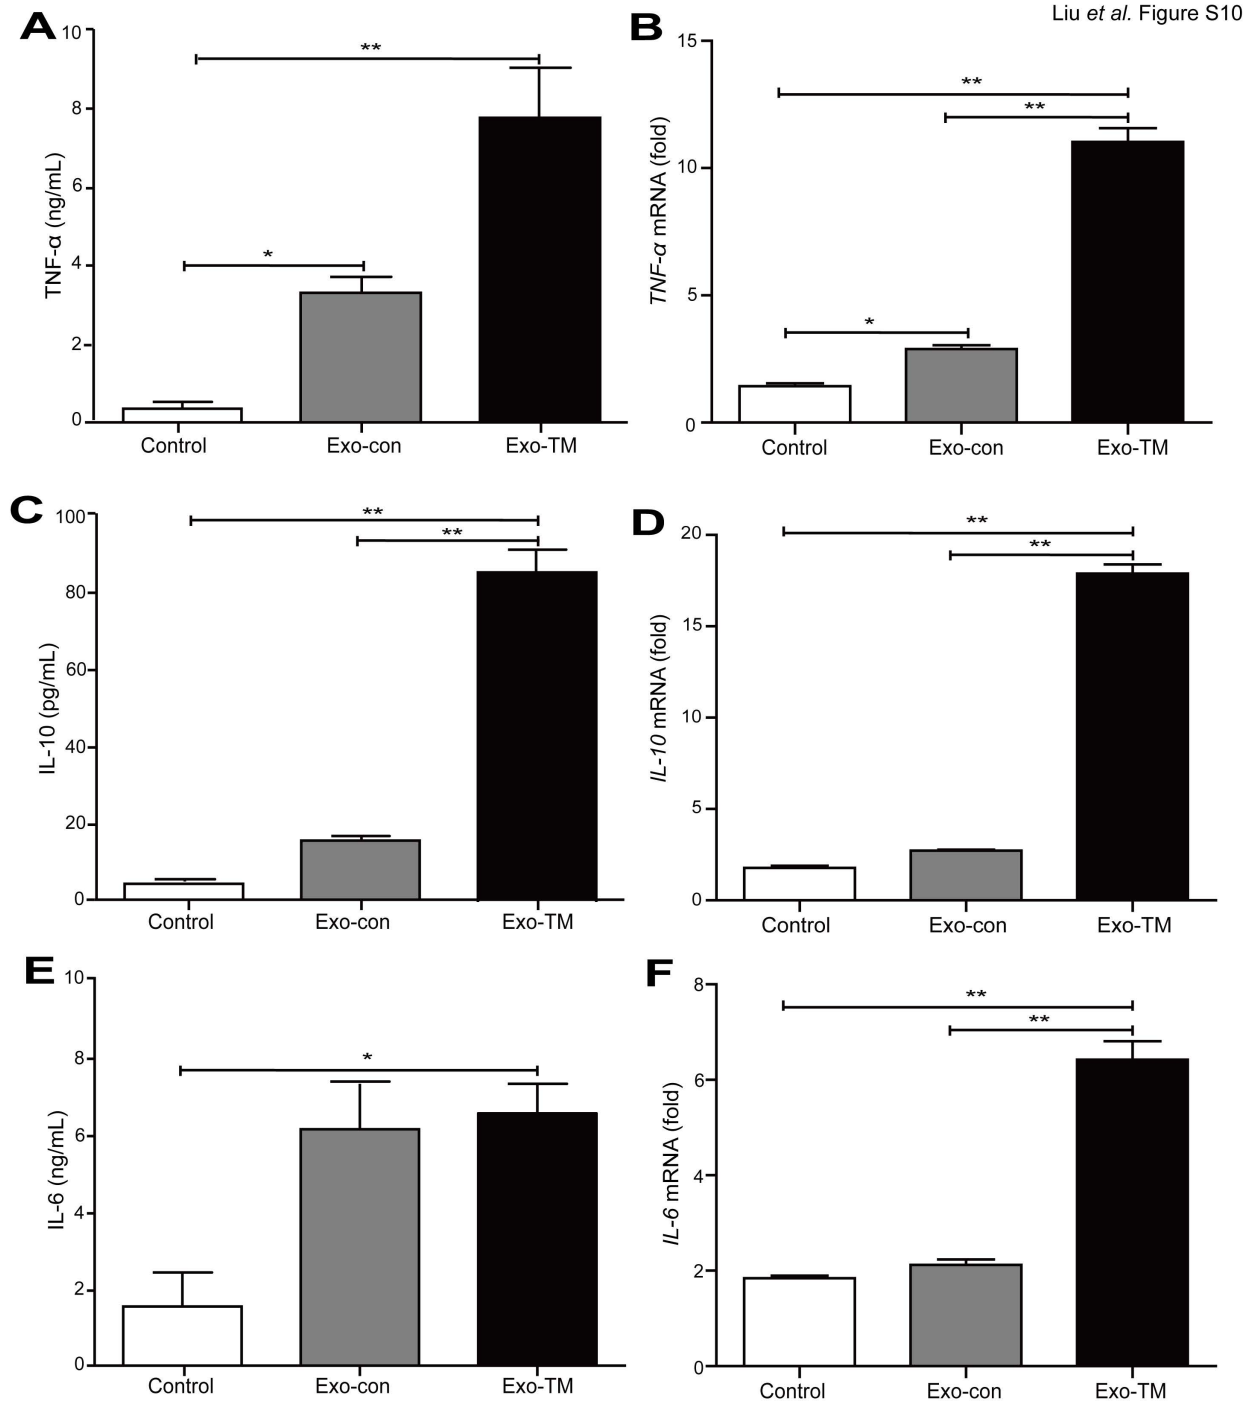 Liu et al. Figure S10
A
10
8
6
4
2
0
TNF-α (ng/mL)
**
*
Control Exo-con Exo-TM
B
15
10
5
0
TNF-α mRNA (fold)
**
**
*
Control Exo-con Exo-TM
C
100
80
60
40
20
0
IL-10 (pg/mL)
**
**
Control Exo-con Exo-TM
D
20
15
10
5
0
IL-10 mRNA (fold)
**
**
Control Exo-con Exo-TM
E
10
8
6
4
2
0
IL-6 (ng/mL)
*
Control Exo-con Exo-TM
F
8
6
4
2
0
IL-6 mRNA (fold)
**
**
Control Exo-con Exo-TM